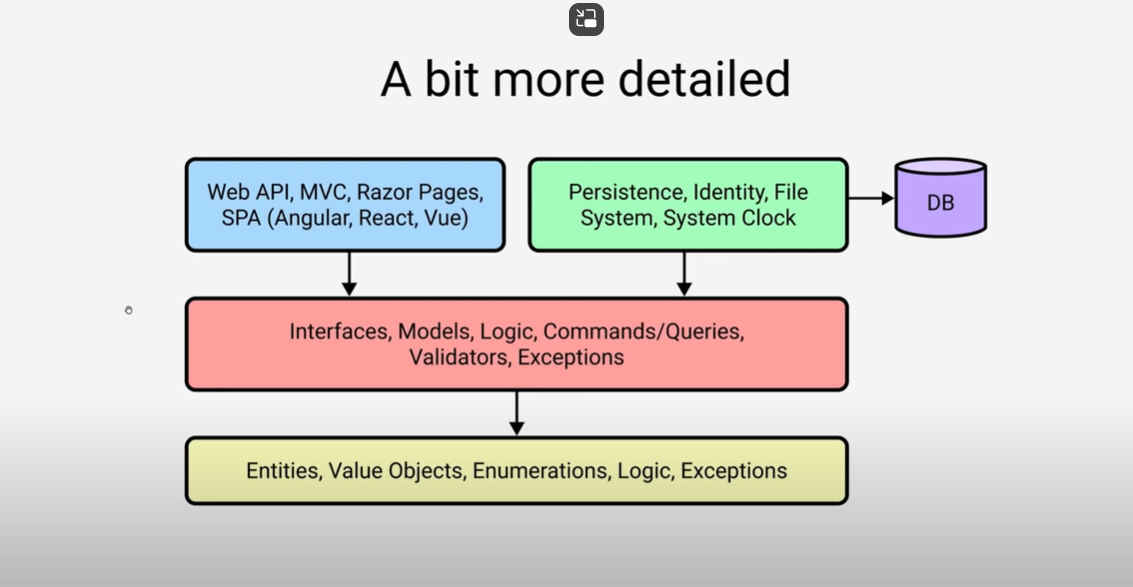 A bit more detailed
Web API, MVC, Razor Pages,
SPA (Angular, React, Vue)
Persistence, Identity, File
System, System Clock
DB
Interfaces, Models, Logic, Commands/Queries,
Validators, Exceptions
Entities, Value Objects, Enumerations, Logic, Exceptions